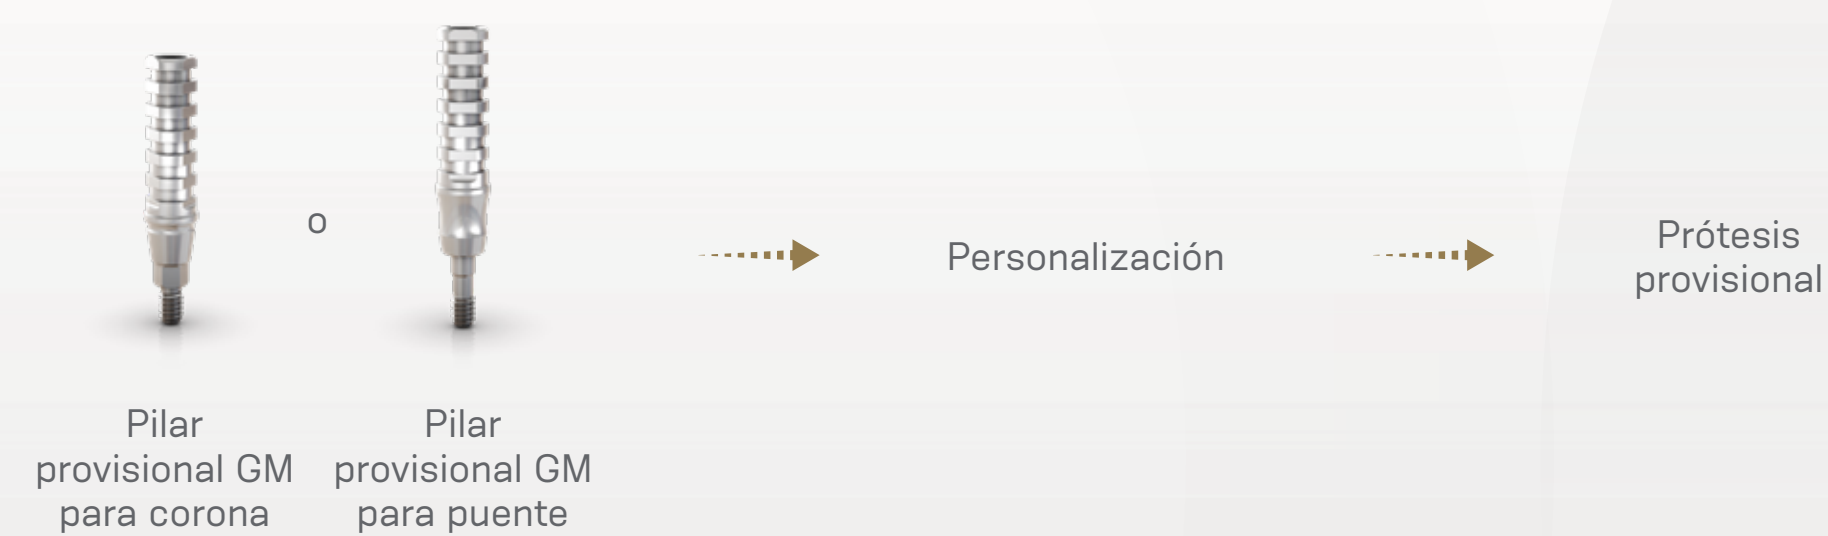 o
Personalización
Prótesis
provisional
Pilar
provisional GM
para corona
Pilar
provisional GM
para puente